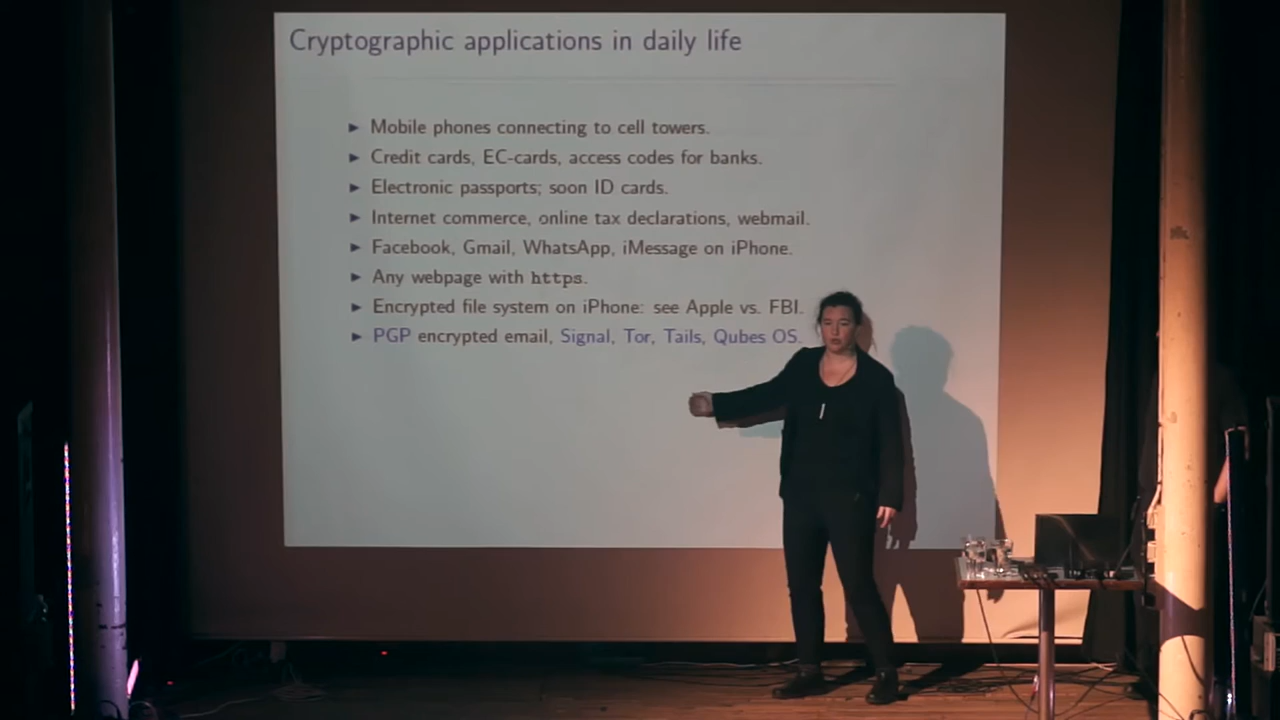 Cryptographic applications in daily life
► Mobile phones connecting to cell towers.
► Credit cards, EC-cards, access codes for banks.
► Electronic passports; soon ID cards.
► Internet commerce, online tax declarations, webmail.
► Facebook, Gmail, WhatsApp, iMessage on iPhone.
► Any webpage with https.
► Encrypted file system on iPhone: see Apple vs. FBI.
► PGP encrypted email, Signal, Tor, Tails, Qubes OS.